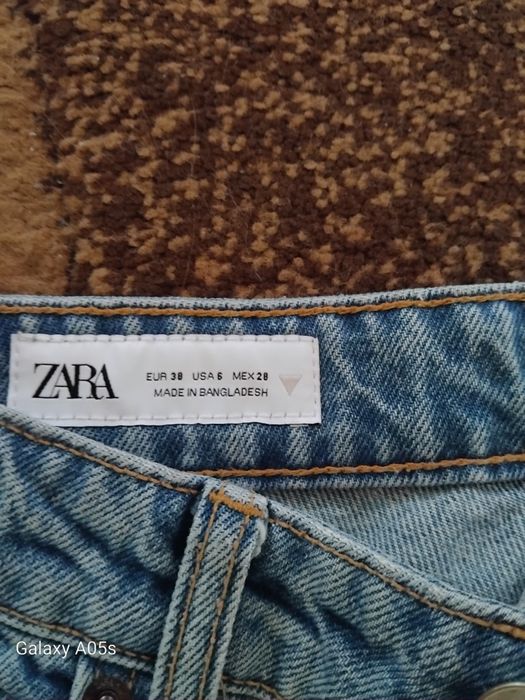 ZARA
EUR 38 USA 6 MEX 28
MADE IN BANGLADESH
Galaxy A05s